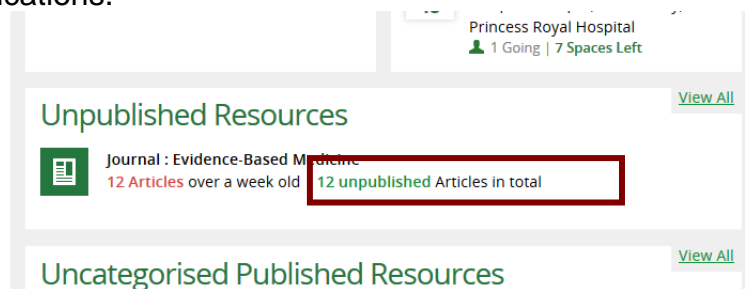 ications.
Princess Royal Hospital
1 Going | 7 Spaces Left
View All
Unpublished Resources
Journal : Evidence-Based Medicine
12 Articles over a week old 12 unpublished Articles in total
View All
Uncategorised Published Resources